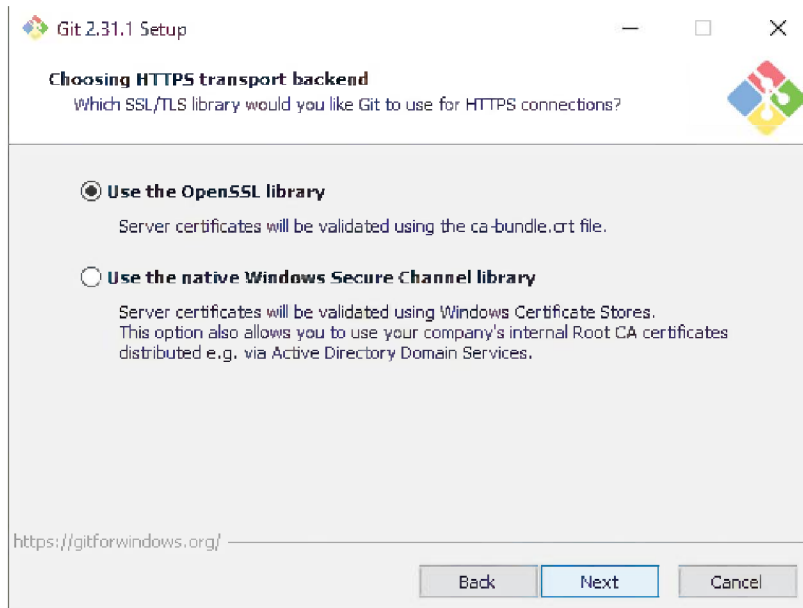 Git 2.31.1 Setup
Choosing HTTPS transport backend
Which SSL/TLS library would you like Git to use for HTTPS connections?
Use the OpenSSL library
Server certificates will be validated using the ca-bundle.crt file.
Use the native Windows Secure Channel library
Server certificates will be validated using Windows Certificate Stores.
This option also allows you to use your company's internal Root CA certificates
distributed e.g. via Active Directory Domain Services.
https://gitforwindows.org/
Back Next Cancel